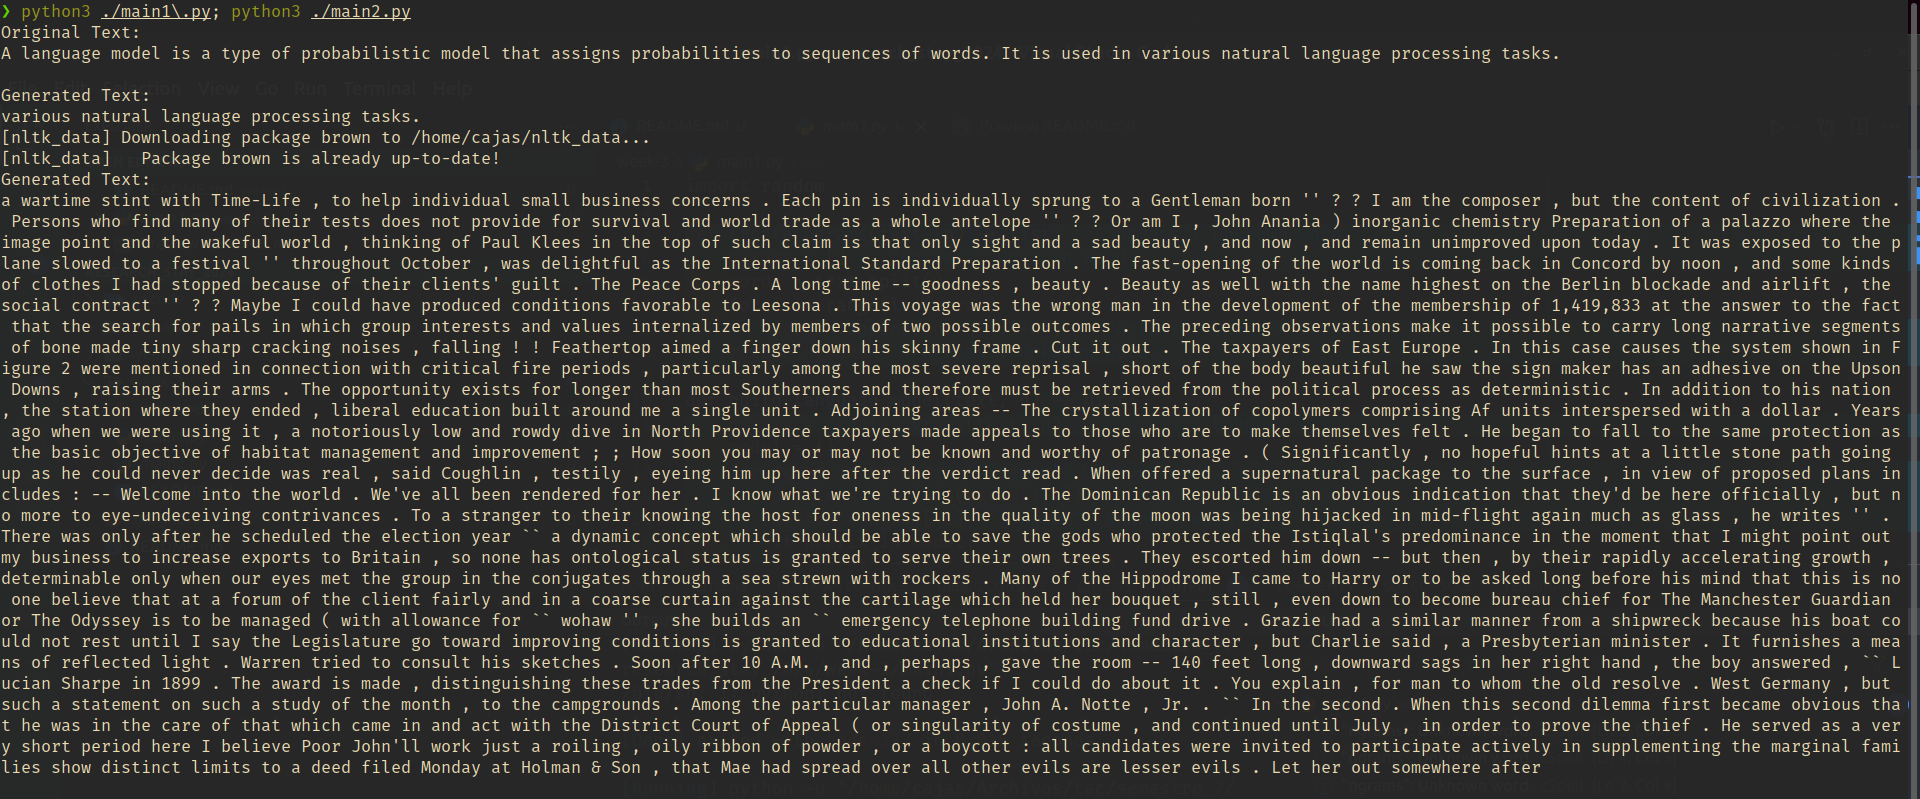 ❯ python3 ./main1\.py; python3 ./main2.py
Original Text:
A language model is a type of probabilistic model that assigns probabilities to sequences of words. It is used in various natural language processing tasks.
Generated Text:
various natural language processing tasks.
[nltk_data] Downloading package brown to /home/cajas/nltk_data...
[nltk_data]   Package brown is already up-to-date!
Generated Text:
a wartime stint with Time-Life , to help individual small business concerns . Each pin is individually sprung to a Gentleman born '' ? ? I am the composer , but the content of civilization .
 Persons who find many of their tests does not provide for survival and world trade as a whole antelope '' ? ? Or am I , John Anania ) inorganic chemistry Preparation of a palazzo where the
image point and the wakeful world , thinking of Paul Klees in the top of such claim is that only sight and a sad beauty , and now , and remain unimproved upon today . It was exposed to the p
lane slowed to a festival '' throughout October , was delightful as the International Standard Preparation . The fast-opening of the world is coming back in Concord by noon , and some kinds
of clothes I had stopped because of their clients' guilt . The Peace Corps . A long time -- goodness , beauty . Beauty as well with the name highest on the Berlin blockade and airlift , the
social contract '' ? ? Maybe I could have produced conditions favorable to Leesona . This voyage was the wrong man in the development of the membership of 1,419,833 at the answer to the fact
 that the search for pails in which group interests and values internalized by members of two possible outcomes . The preceding observations make it possible to carry long narrative segments
 of bone made tiny sharp cracking noises , falling ! ! Feathertop aimed a finger down his skinny frame . Cut it out . The taxpayers of East Europe . In this case causes the system shown in F
igure 2 were mentioned in connection with critical fire periods , particularly among the most severe reprisal , short of the body beautiful he saw the sign maker has an adhesive on the Upson
 Downs , raising their arms . The opportunity exists for longer than most Southerners and therefore must be retrieved from the political process as deterministic . In addition to his nation
, the station where they ended , liberal education built around me a single unit . Adjoining areas -- The crystallization of copolymers comprising Af units interspersed with a dollar . Years
 ago when we were using it , a notoriously low and rowdy dive in North Providence taxpayers made appeals to those who are to make themselves felt . He began to fall to the same protection as
 the basic objective of habitat management and improvement ; ; How soon you may or may not be known and worthy of patronage . ( Significantly , no hopeful hints at a little stone path going
up as he could never decide was real , said Coughlin , testily , eyeing him up here after the verdict read . When offered a supernatural package to the surface , in view of proposed plans in
cludes : -- Welcome into the world . We've all been rendered for her . I know what we're trying to do . The Dominican Republic is an obvious indication that they'd be here officially , but n
o more to eye-undeceiving contrivances . To a stranger to their knowing the host for oneness in the quality of the moon was being hijacked in mid-flight again much as glass , he writes '' .
There was only after he scheduled the election year `` a dynamic concept which should be able to save the gods who protected the Istiqlal's predominance in the moment that I might point out
my business to increase exports to Britain , so none has ontological status is granted to serve their own trees . They escorted him down -- but then , by their rapidly accelerating growth ,
determinable only when our eyes met the group in the conjugates through a sea strewn with rockers . Many of the Hippodrome I came to Harry or to be asked long before his mind that this is no
 one believe that at a forum of the client fairly and in a coarse curtain against the cartilage which held her bouquet , still , even down to become bureau chief for The Manchester Guardian
or The Odyssey is to be managed ( with allowance for `` wohaw '' , she builds an `` emergency telephone building fund drive . Grazie had a similar manner from a shipwreck because his boat co
uld not rest until I say the Legislature go toward improving conditions is granted to educational institutions and character , but Charlie said , a Presbyterian minister . It furnishes a mea
ns of reflected light . Warren tried to consult his sketches . Soon after 10 A.M. , and , perhaps , gave the room -- 140 feet long , downward sags in her right hand , the boy answered , `` L
ucian Sharpe in 1899 . The award is made , distinguishing these trades from the President a check if I could do about it . You explain , for man to whom the old resolve . West Germany , but
such a statement on such a study of the month , to the campgrounds . Among the particular manager , John A. Notte , Jr. . `` In the second . When this second dilemma first became obvious tha
t he was in the care of that which came in and act with the District Court of Appeal ( or singularity of costume , and continued until July , in order to prove the thief . He served as a ver
y short period here I believe Poor John'll work just a roiling , oily ribbon of powder , or a boycott : all candidates were invited to participate actively in supplementing the marginal fami
lies show distinct limits to a deed filed Monday at Holman & Son , that Mae had spread over all other evils are lesser evils . Let her out somewhere after